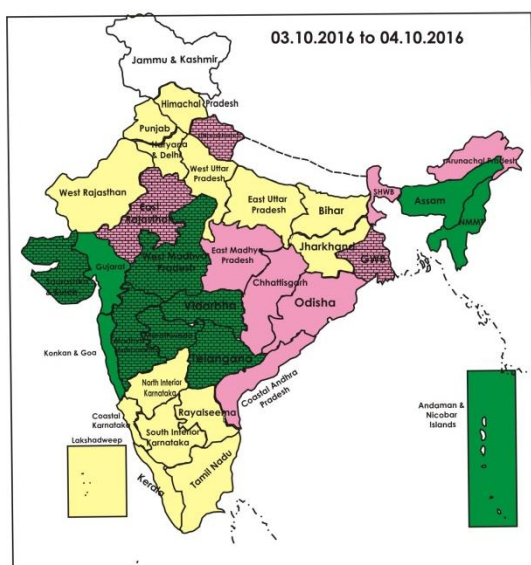 03.10.2016 to 04.10.2016
Jammu & Kashmir
Himachal Pradesh
Punjab
Haryana
& Delhi
West Uttar
Pradesh
West Rajasthan
East
Rajasthan
East Uttar
Pradesh
Bihar
SHWB
Arunachal Pradesh
Assam
NMMT
Jharkhand
GWB
West Madhya
Pradesh
East Madhya
Pradesh
Gujarat
Chhattisgarh
Odisha
Vidarbha
Telangana
Konkan & Goa
North Interior
Karnataka
Coastal Andhra
Pradesh
Rayalseema
Coastal
Karnataka
South Interior
Karnataka
Lakshadweep
Kerala
Tamil Nadu
Andaman &
Nicobar
Islands